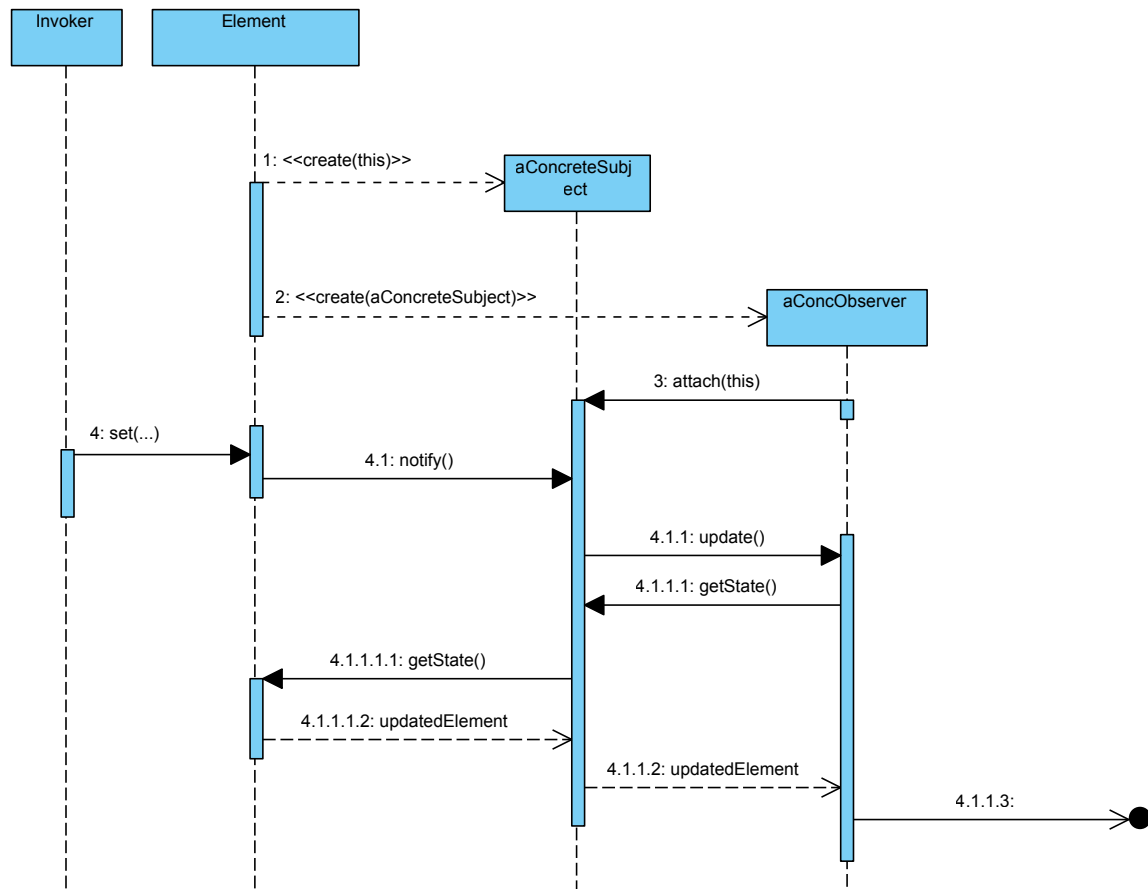 Invoker
Element
1: <<create(this)>>
aConcreteSubj
ect
2: <<create(aConcreteSubject)>>
aConcObserver
3: attach(this)
4: set(...)
4.1: notify()
4.1.1: update()
4.1.1.1: getState()
4.1.1.1.1: getState()
4.1.1.1.2: updatedElement
4.1.1.2: updatedElement
4.1.1.3: